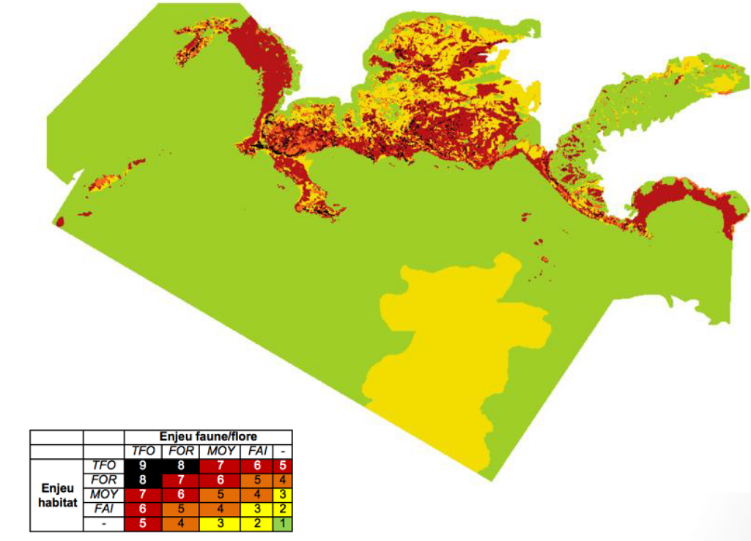 Enjeu faune/flore
TFO FOR MOY FAI -
Enjeu habitat
TFO 9 8 7 6 5
FOR 8 7 6 5 4
MOY 7 6 5 4 3
FAI 6 5 4 3 2
- 5 4 3 2 1